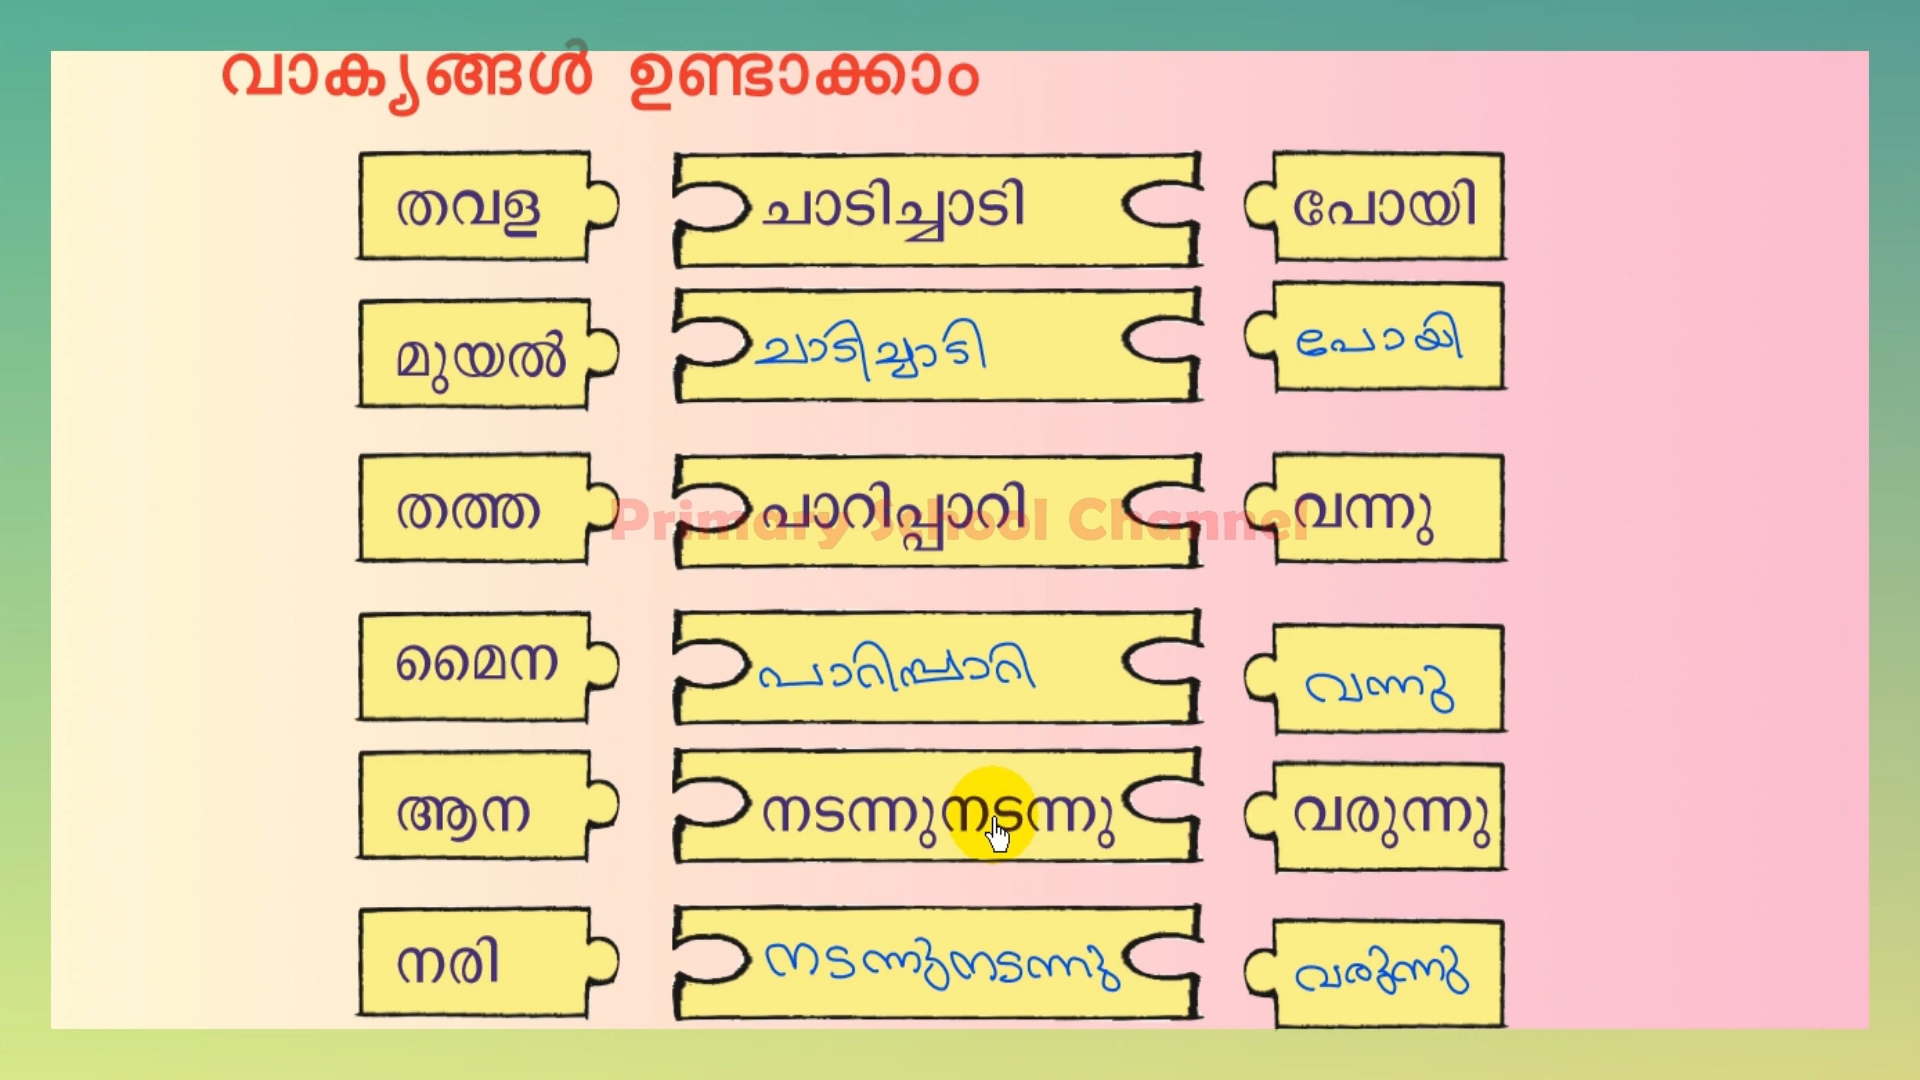 വാക്യങ്ങൾ ഉണ്ടാക്കാം
തവള ചാടിച്ചാടി പോയി
മുയൽ ചാടിച്ചാടി പോയി
തത്ത പാറിപ്പാറി വന്നു
Primary School Channel
മൈന പാറിപ്പാറി വന്നു
ആന നടന്നുനടന്നു വരുന്നു
നരി നടന്നുനടന്നു വരുന്നു